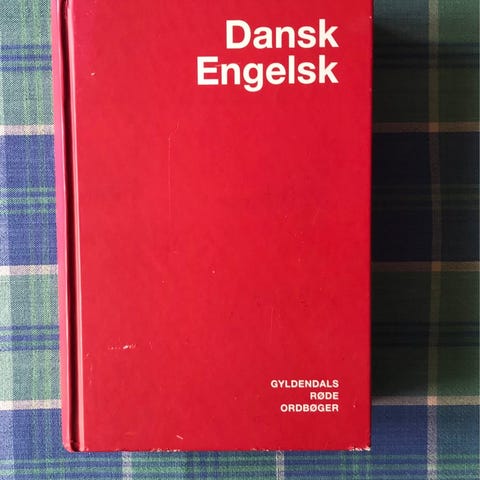 Dansk
Engelsk
GYLDENDALS
RØDE
ORDBØGER